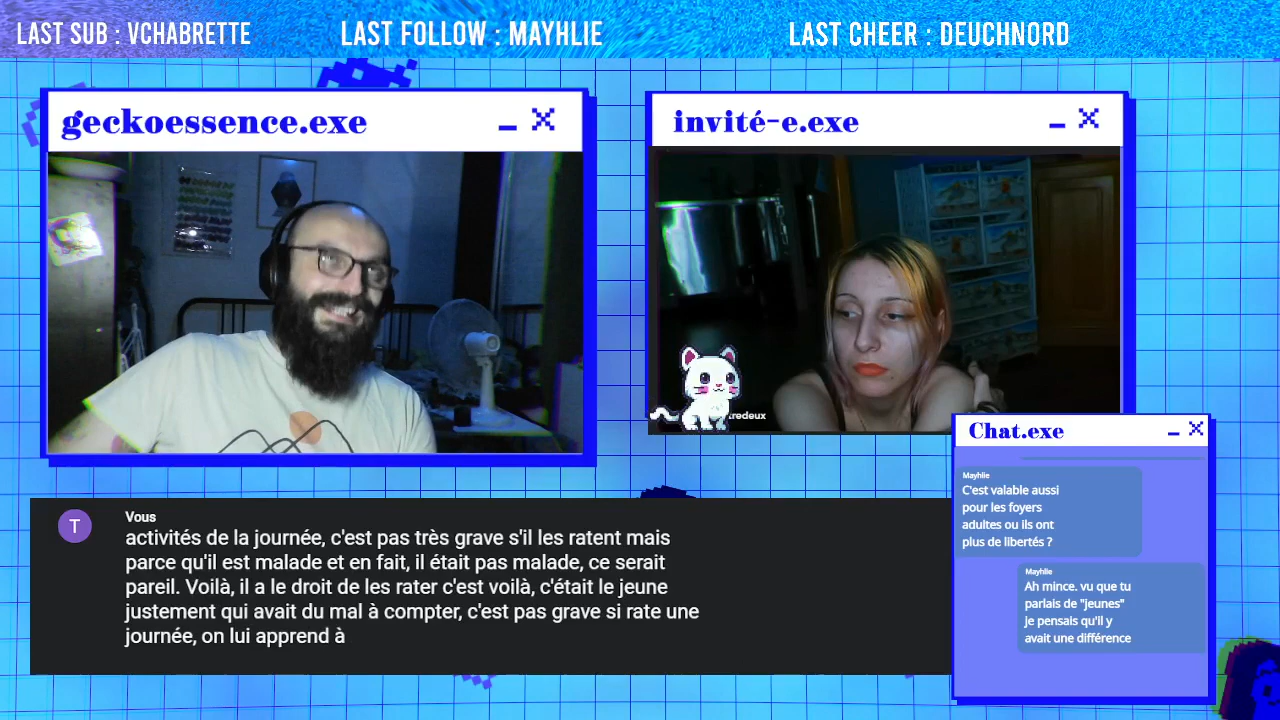 LAST SUB : VCHABRETTE
LAST FOLLOW : MAYHLIE
LAST CHEER : DEUCHNORD
geckoessence.exe
invité-e.exe
redeux
Chat.exe
Mayhlie
C'est valable aussi
pour les foyers
adultes ou ils ont
plus de libertés ?
Mayhlie
Ah mince. vu que tu
parlais de "jeunes"
je pensais qu'il y
avait une différence
T
Vous
activités de la journée, c'est pas très grave s'il les ratent mais
parce qu'il est malade et en fait, il était pas malade, ce serait
pareil. Voilà, il a le droit de les rater c'est voilà, c'était le jeune
justement qui avait du mal à compter, c'est pas grave si rate une
journée, on lui apprend à